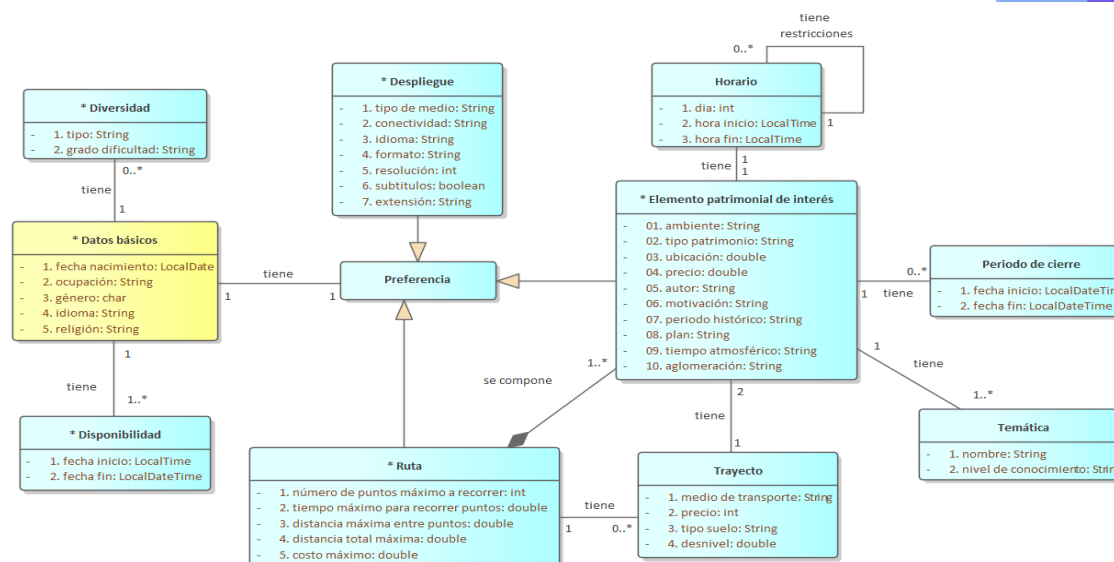 tiene
restricciones
0..*
Horario
- 1. dia: int
- 2. hora inicio: LocalTime
- 3. hora fin: LocalTime
1
* Despliegue
- 1. tipo de medio: String
- 2. conectividad: String
- 3. idioma: String
- 4. formato: String
- 5. resolución: int
- 6. subtitulos: boolean
- 7. extensión: String
* Diversidad
- 1. tipo: String
- 2. grado dificultad: String
0..*
tiene
1
tiene
1
1
* Elemento patrimonial de interés
- 01. ambiente: String
- 02. tipo patrimonio: String
- 03. ubicación: double
- 04. precio: double
- 05. autor: String
- 06. motivación: String
- 07. periodo histórico: String
- 08. plan: String
- 09. tiempo atmosférico: String
- 10. aglomeración: String
* Datos básicos
- 1. fecha nacimiento: LocalDate
- 2. ocupación: String
- 3. género: char
- 4. idioma: String
- 5. religión: String
tiene
1
1
Preferencia
0..*
1
tiene
Periodo de cierre
- 1. fecha inicio: LocalDateTim
- 2. fecha fin: LocalDateTime
1
tiene
1..*
1
tiene
1..*
se compone
1..*
2
tiene
1
* Disponibilidad
- 1. fecha inicio: LocalTime
- 2. fecha fin: LocalDateTime
Temática
- 1. nombre: String
- 2. nivel de conocimiento: Strin
* Ruta
- 1. número de puntos máximo a recorrer: int
- 2. tiempo máximo para recorrer puntos: double
- 3. distancia máxima entre puntos: double
- 4. distancia total máxima: double
- 5. costo máximo: double
tiene
1
0..*
Trayecto
- 1. medio de transporte: String
- 2. precio: int
- 3. tipo suelo: String
- 4. desnivel: double